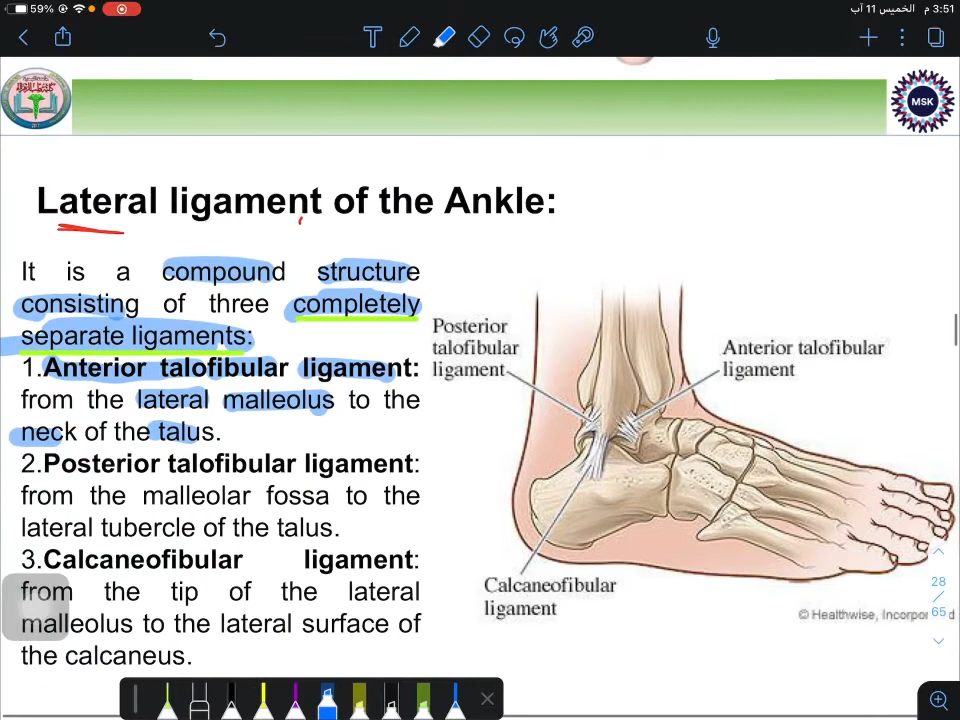 59%
3:51 م الخميس 11 آب
MSK
Lateral ligament of the Ankle:
It is a compound structure
consisting of three completely
separate ligaments:
1.Anterior talofibular ligament:
from the lateral malleolus to the
neck of the talus.
2.Posterior talofibular ligament:
from the malleolar fossa to the
lateral tubercle of the talus.
3.Calcaneofibular ligament:
from the tip of the lateral
malleolus to the lateral surface of
the calcaneus.
Posterior
talofibular
ligament
Anterior talofibular
ligament
Calcaneofibular
ligament
© Healthwise, Incorpor
28
/
65